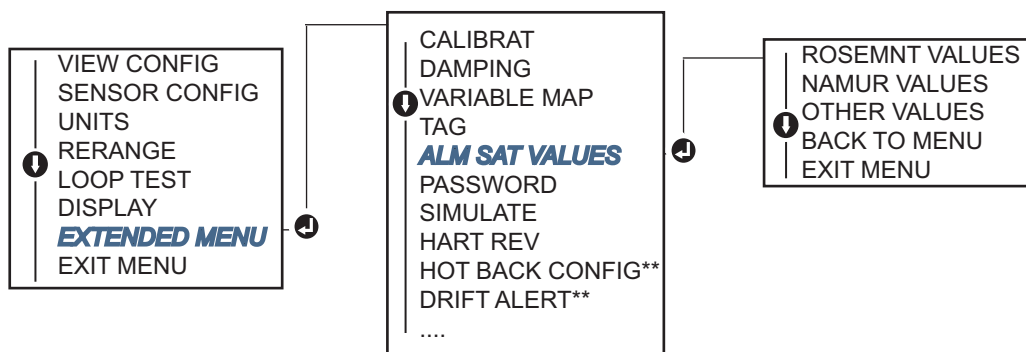 VIEW CONFIG
SENSOR CONFIG
UNITS
RERANGE
LOOP TEST
DISPLAY
EXTENDED MENU
EXIT MENU
CALIBRAT
DAMPING
VARIABLE MAP
TAG
ALM SAT VALUES
PASSWORD
SIMULATE
HART REV
HOT BACK CONFIG**
DRIFT ALERT**
....
ROSEMNT VALUES
NAMUR VALUES
OTHER VALUES
BACK TO MENU
EXIT MENU